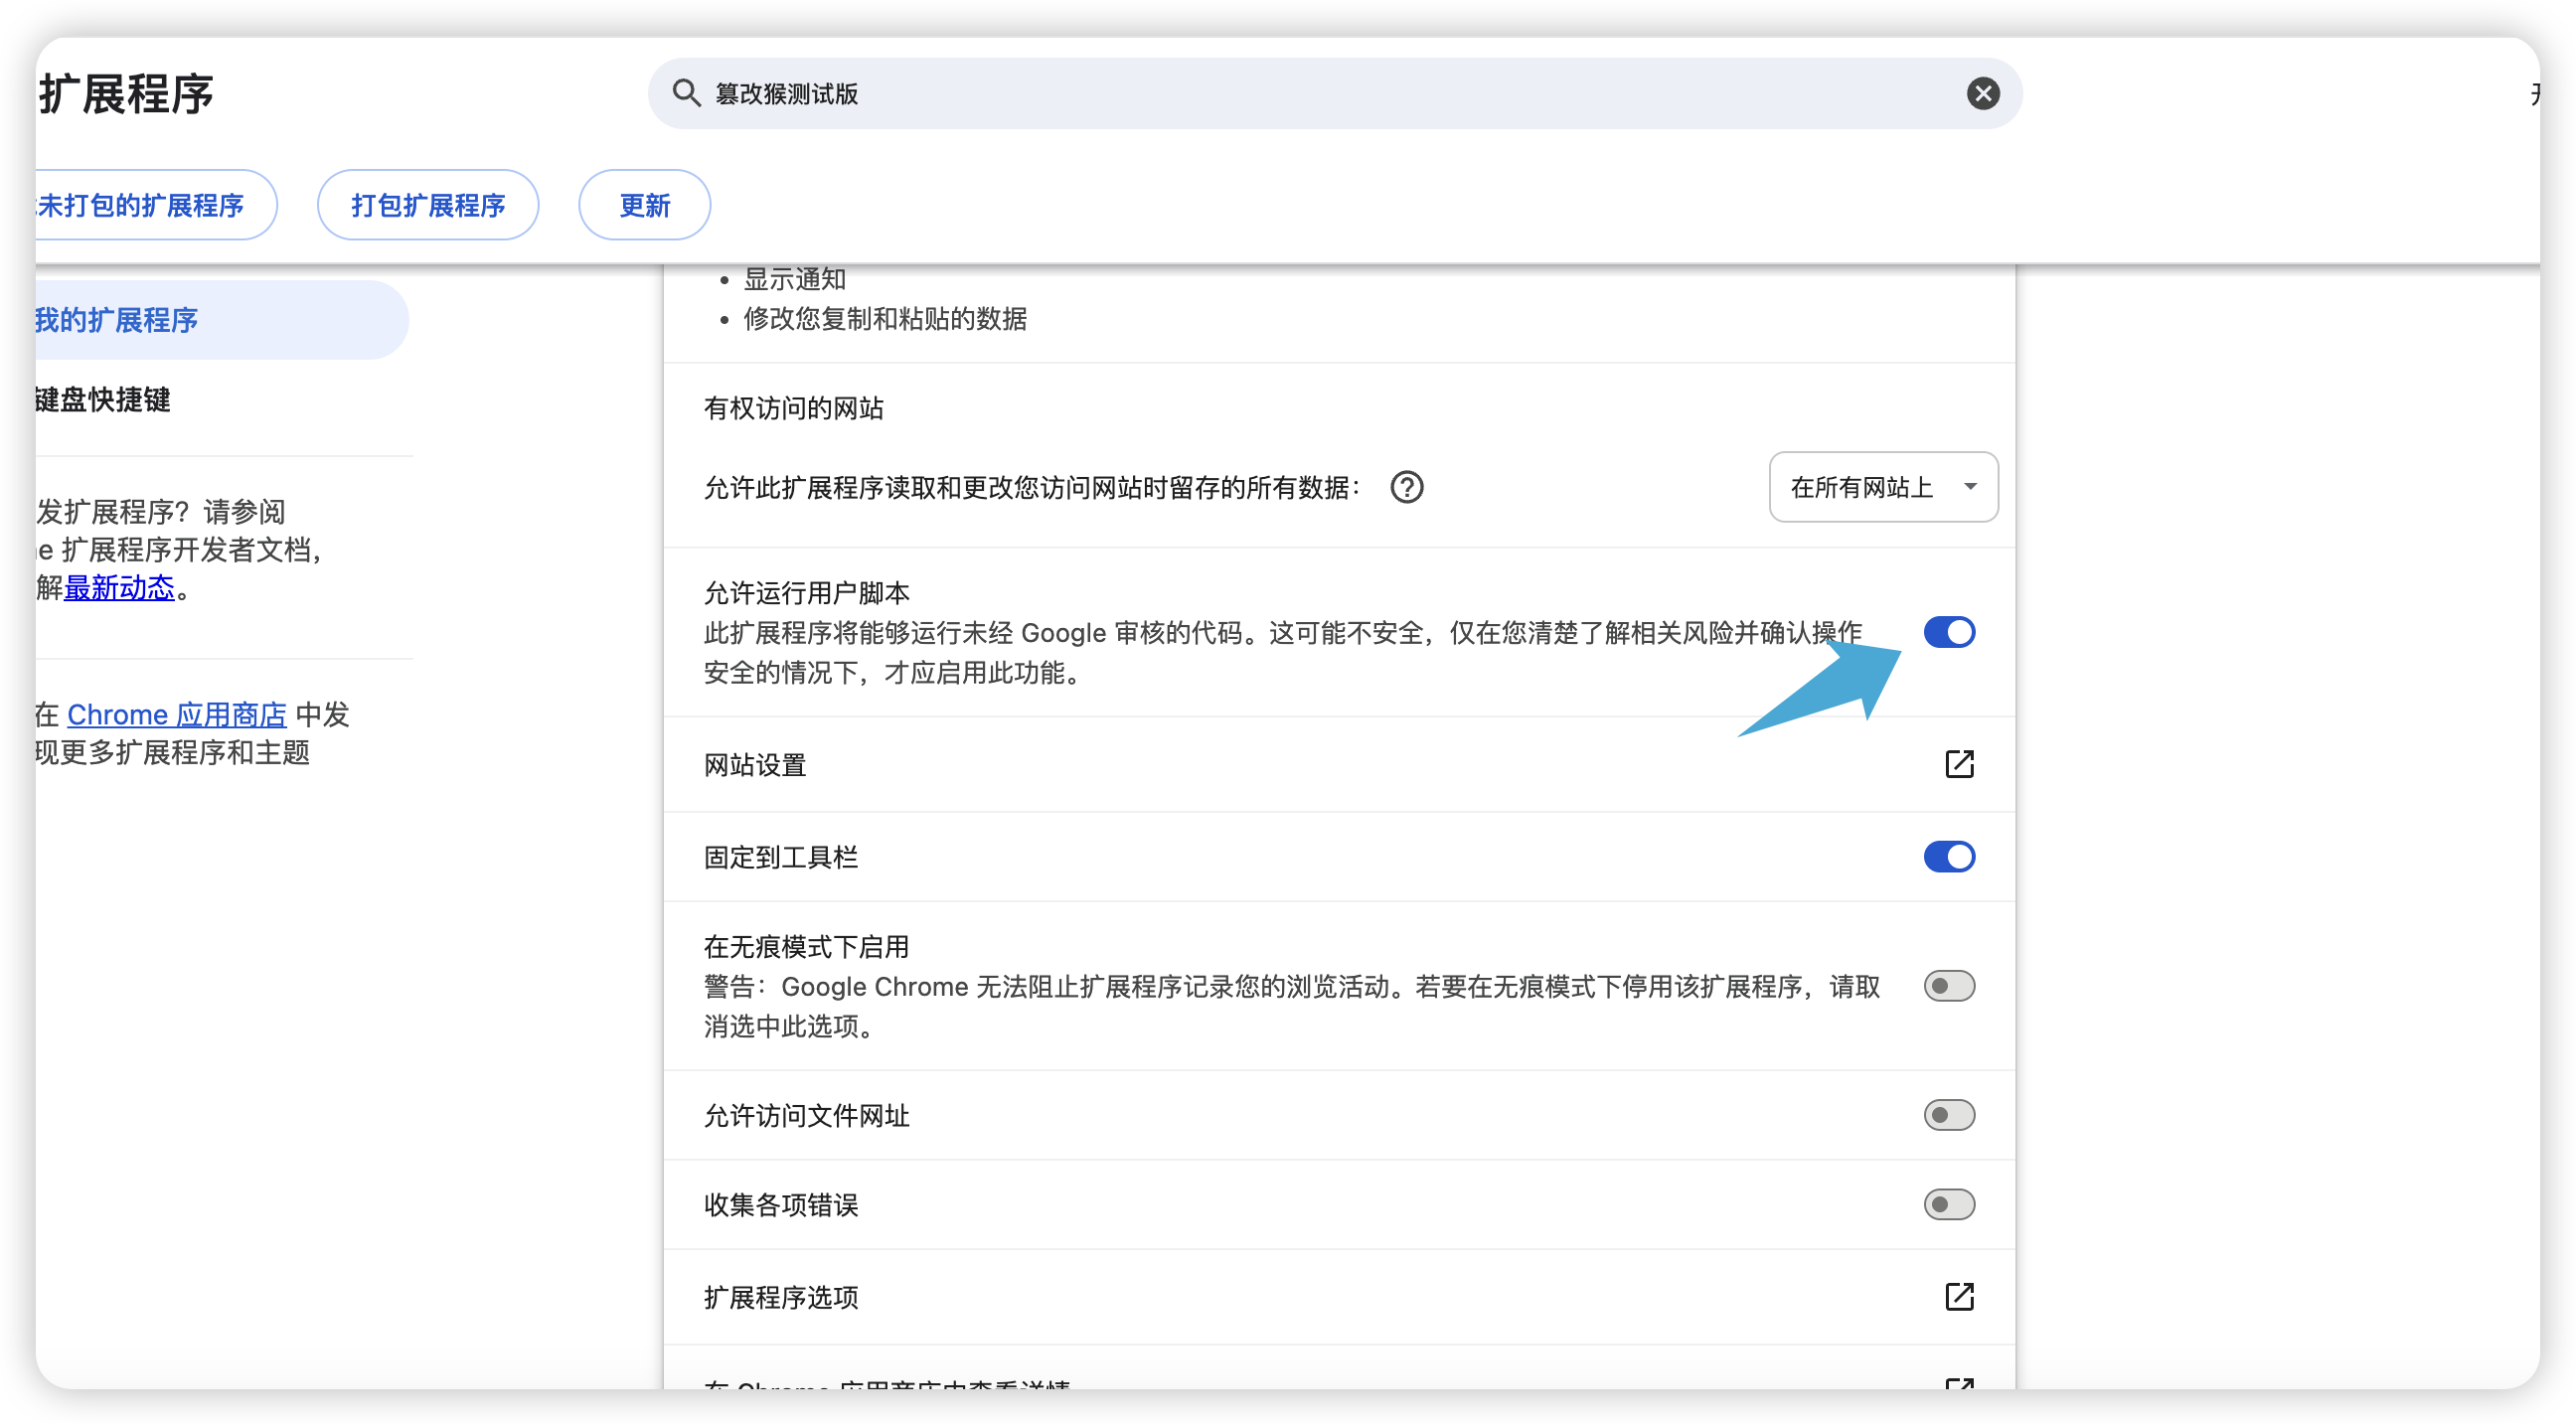 扩展程序
篡改猴测试版
未打包的扩展程序
打包扩展程序
更新
我的扩展程序
键盘快捷键
发扩展程序？请参阅
e 扩展程序开发者文档，
解最新动态。
在 Chrome 应用商店 中发
现更多扩展程序和主题
显示通知
修改您复制和粘贴的数据
有权访问的网站
允许此扩展程序读取和更改您访问网站时留存的所有数据：
在所有网站上
允许运行用户脚本
此扩展程序将能够运行未经 Google 审核的代码。这可能不安全，仅在您清楚了解相关风险并确认操作
安全的情况下，才应启用此功能。
网站设置
固定到工具栏
在无痕模式下启用
警告：Google Chrome 无法阻止扩展程序记录您的浏览活动。若要在无痕模式下停用该扩展程序，请取
消选中此选项。
允许访问文件网址
收集各项错误
扩展程序选项
在 Chrome 应用商店中查看详情